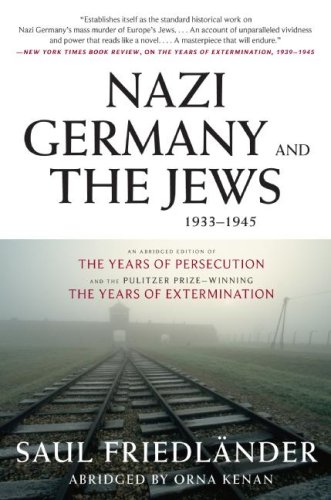 "Establishes itself as the standard historical work on
Nazi Germany's mass murder of Europe's Jews. . . . An account of unparalleled vividness
and power that reads like a novel. . . . A masterpiece that will endure."
—NEW YORK TIMES BOOK REVIEW, ON THE YEARS OF EXTERMINATION, 1939–1945
NAZI
GERMANY AND
THE JEWS
1933–1945
AN ABRIDGED EDITION OF
THE YEARS OF PERSECUTION
AND THE PULITZER PRIZE–WINNING
THE YEARS OF EXTERMINATION
SAUL FRIEDLÄNDER
ABRIDGED BY ORNA KENAN